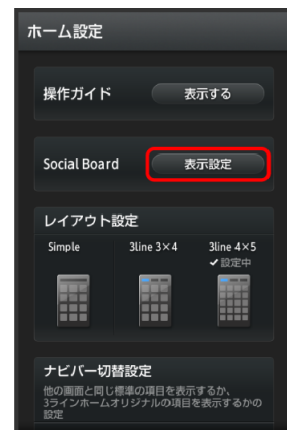 ホーム設定
操作ガイド 表示する
Social Board 表示設定
レイアウト設定
Simple 3line 3×4 3line 4×5
✔設定中
ナビバー切替設定
他の画面と同じ標準の項目を表示するか、
3ラインホームオリジナルの項目を表示するかの
設定